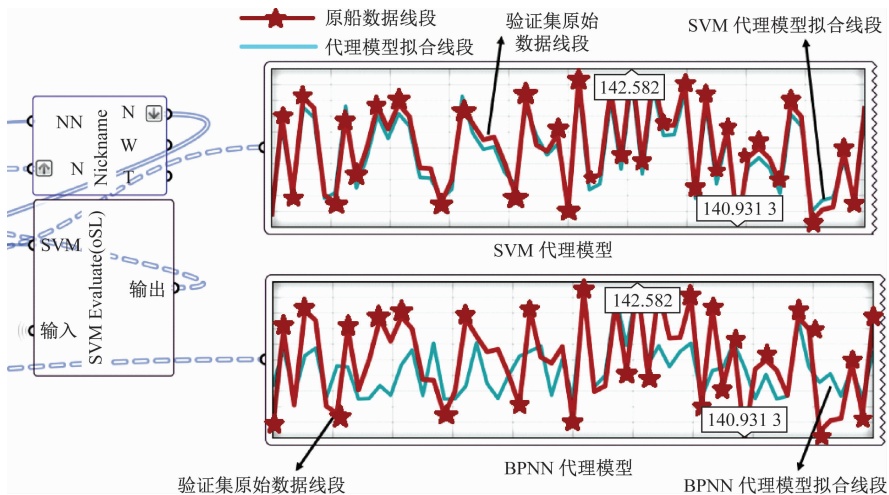 原船数据线段
代理模型拟合线段
验证集原始
数据线段
SVM 代理模型拟合线段
NN
N
W
N
T
Nickname
142.582
140.931 3
SVM 代理模型
SVM
输出
输入
SVM Evaluate(oSL)
142.582
140.931 3
BPNN 代理模型
验证集原始数据线段
BPNN 代理模型拟合线段